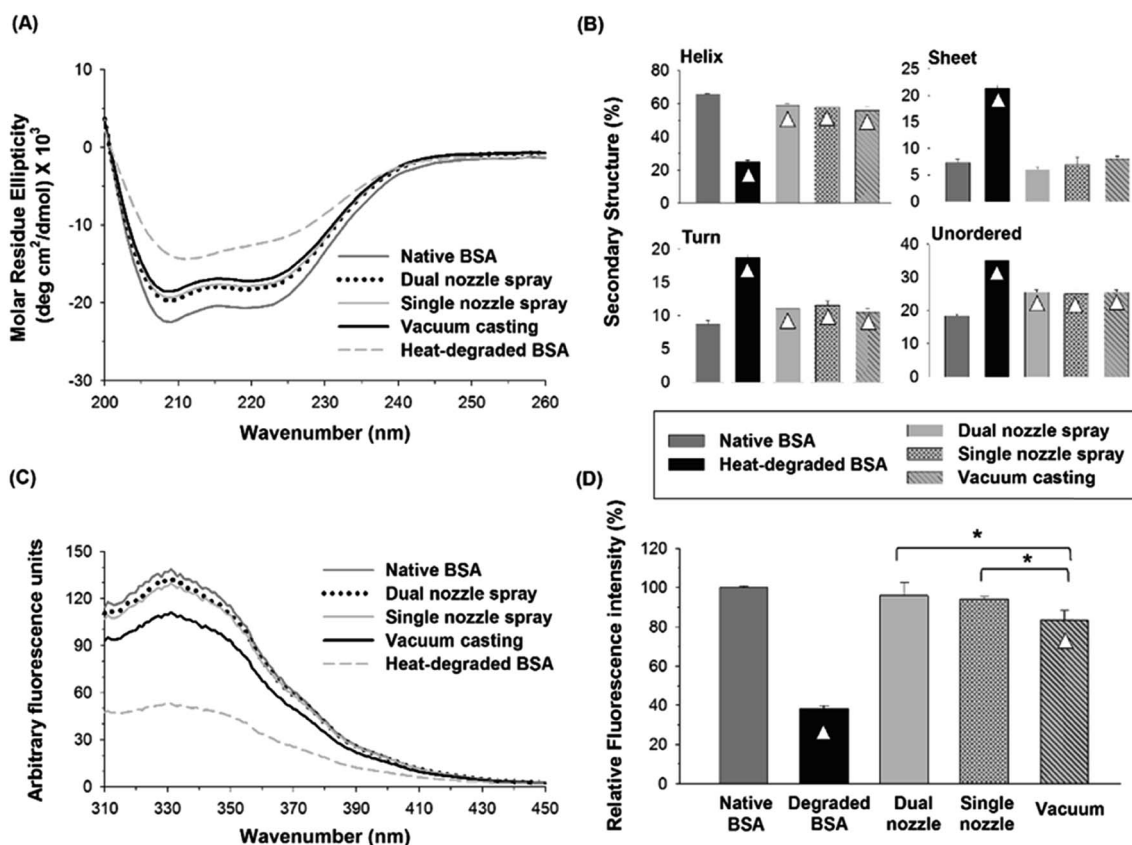 (A)
Molar Residue Ellipticity
(deg cm²/dmol) X 10³
10
0
-10
-20
-30
200 210 220 230 240 250 260
Wavenumber (nm)
Native BSA
Dual nozzle spray
Single nozzle spray
Vacuum casting
Heat-degraded BSA
(B)
Secondary Structure (%)
Helix
80
60
40
20
0
Sheet
25
20
15
10
5
0
Turn
20
15
10
5
0
Unordered
40
30
20
10
0
Native BSA
Heat-degraded BSA
Dual nozzle spray
Single nozzle spray
Vacuum casting
(C)
Arbitrary fluorescence units
150
120
90
60
30
0
310 330 350 370 390 410 430 450
Wavenumber (nm)
Native BSA
Dual nozzle spray
Single nozzle spray
Vacuum casting
Heat-degraded BSA
(D)
Relative Fluorescence intensity (%)
120
100
80
60
40
20
0
*
*
Native
BSA
Degraded
BSA
Dual
nozzle
Single
nozzle
Vacuum